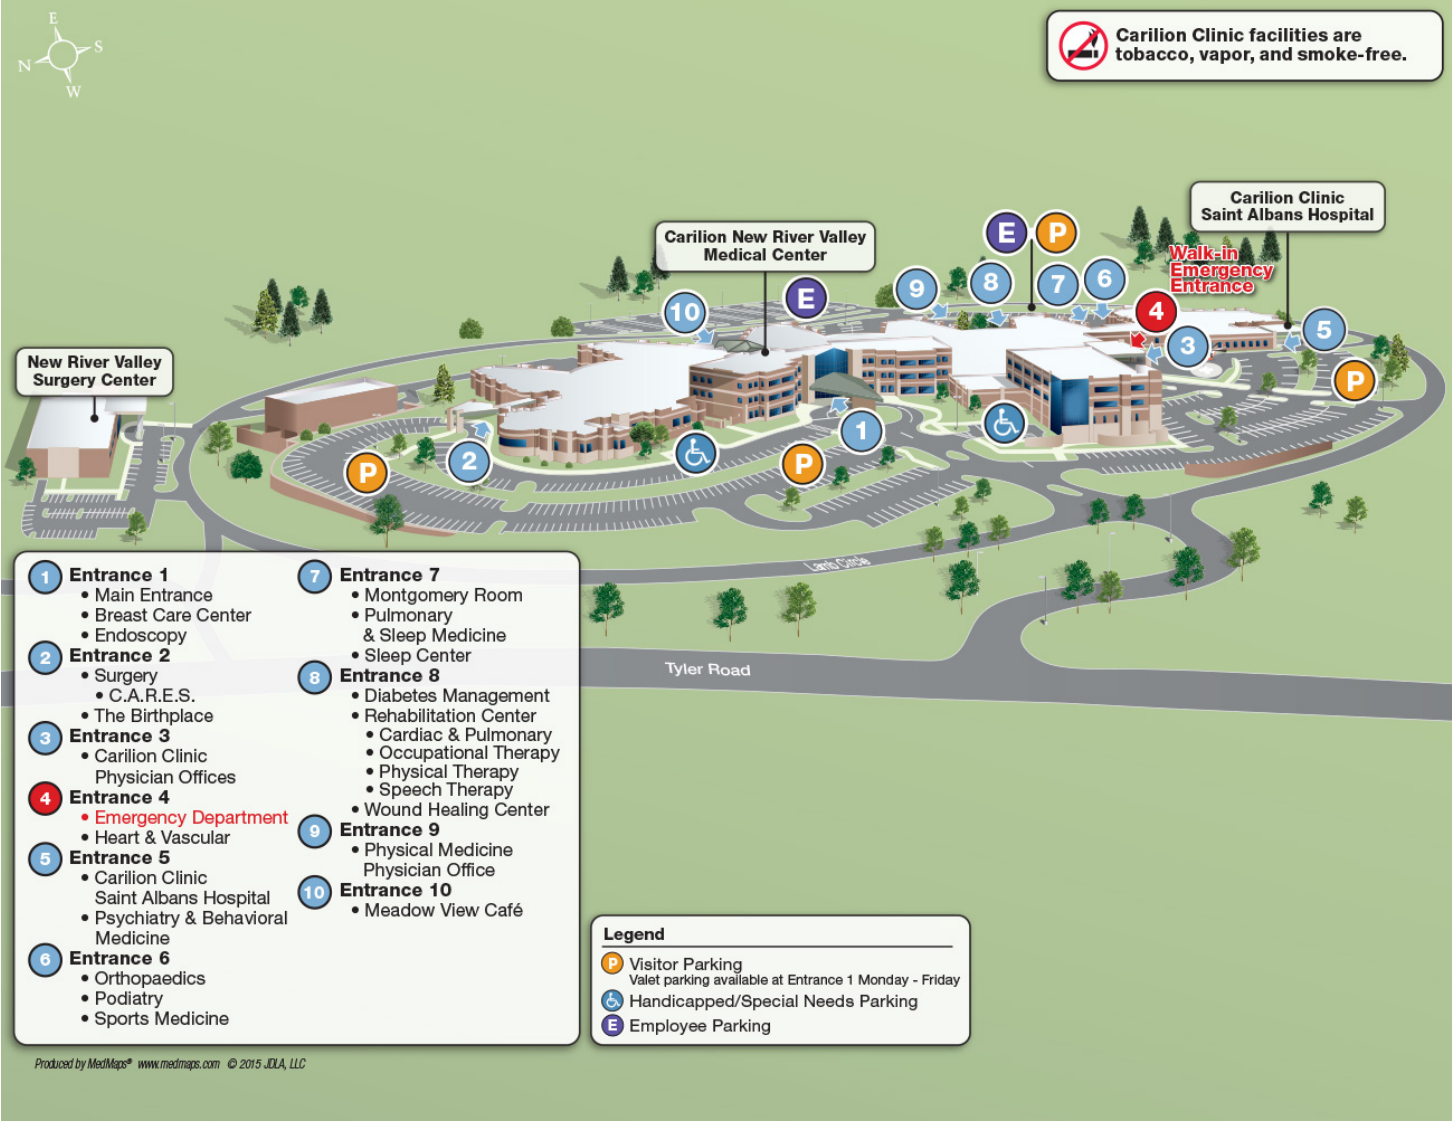 E
S
N
W
Carilion Clinic facilities are
tobacco, vapor, and smoke-free.
Carilion Clinic
Saint Albans Hospital
Carilion New River Valley
Medical Center
E
P
Walk-in
Emergency
Entrance
E
9
8
7
6
10
4
5
3
New River Valley
Surgery Center
P
1
2
P
P
Lamb Circle
Tyler Road
1 Entrance 1
• Main Entrance
• Breast Care Center
• Endoscopy
2 Entrance 2
• Surgery
• C.A.R.E.S.
• The Birthplace
3 Entrance 3
• Carilion Clinic
Physician Offices
4 Entrance 4
• Emergency Department
• Heart & Vascular
5 Entrance 5
• Carilion Clinic
Saint Albans Hospital
• Psychiatry & Behavioral
Medicine
6 Entrance 6
• Orthopaedics
• Podiatry
• Sports Medicine
7 Entrance 7
• Montgomery Room
• Pulmonary
& Sleep Medicine
• Sleep Center
8 Entrance 8
• Diabetes Management
• Rehabilitation Center
• Cardiac & Pulmonary
• Occupational Therapy
• Physical Therapy
• Speech Therapy
• Wound Healing Center
9 Entrance 9
• Physical Medicine
Physician Office
10 Entrance 10
• Meadow View Café
Legend
P Visitor Parking
Valet parking available at Entrance 1 Monday - Friday
Handicapped/Special Needs Parking
E Employee Parking
Produced by MedMaps® www.medmaps.com © 2015 JDLA, LLC